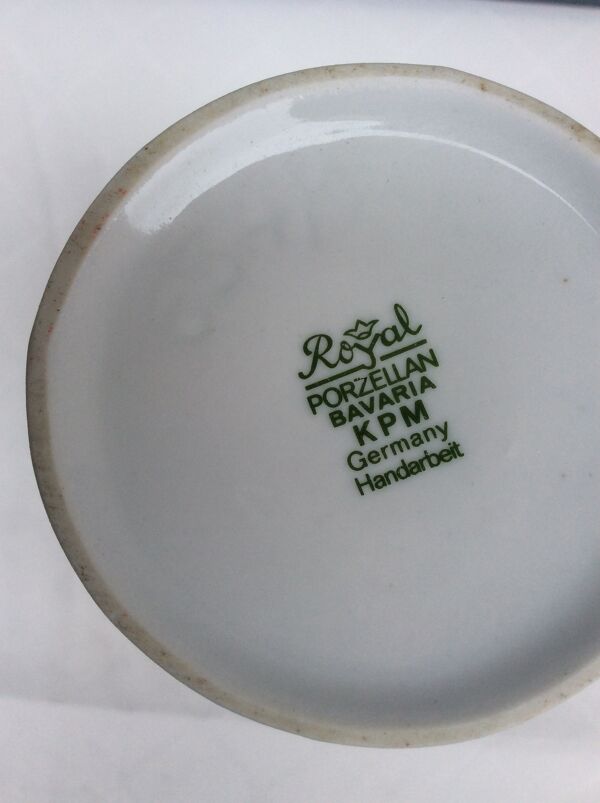 Royal
PORZELLAN
BAVARIA
KPM
Germany
Handarbeit